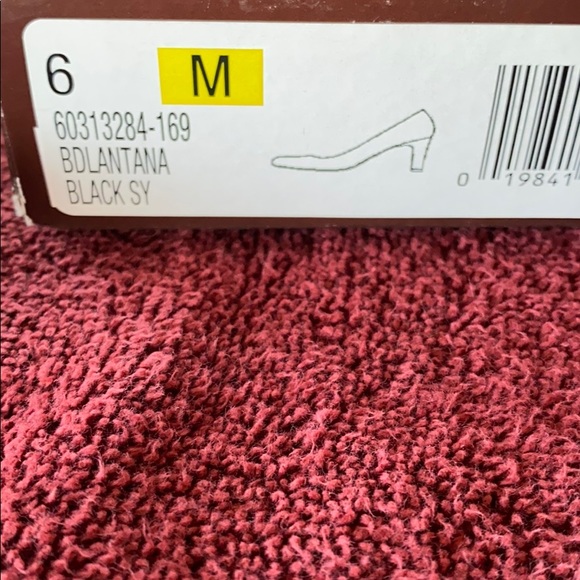 6 M
60313284-169
BDLANTANA
BLACK SY
0 19841